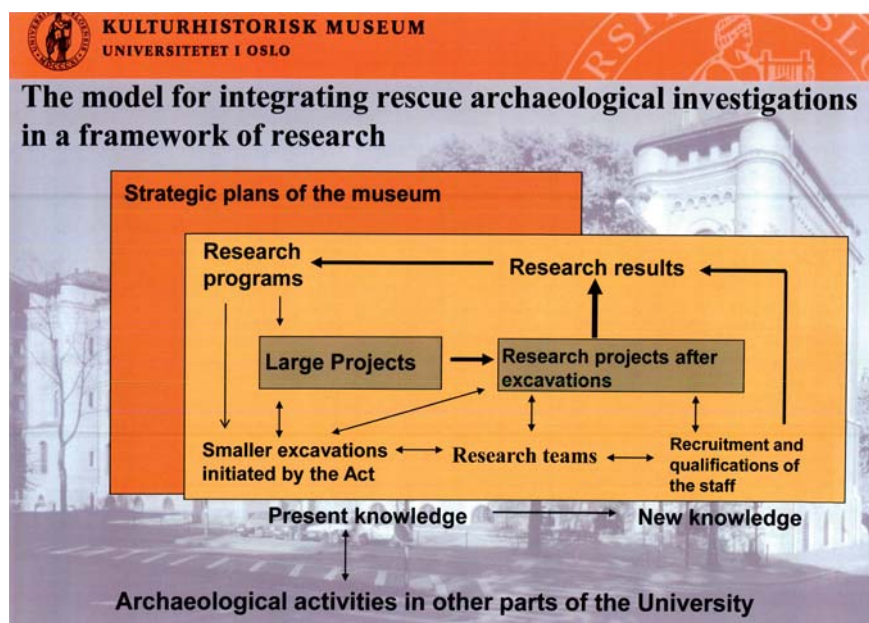 KULTURHISTORISK MUSEUM
UNIVERSITETET I OSLO
The model for integrating rescue archaeological investigations
in a framework of research
Strategic plans of the museum
Research
programs
Research results
Large Projects
Research projects after
excavations
Smaller excavations
initiated by the Act
Research teams
Recruitment and
qualifications of
the staff
Present knowledge
New knowledge
Archaeological activities in other parts of the University